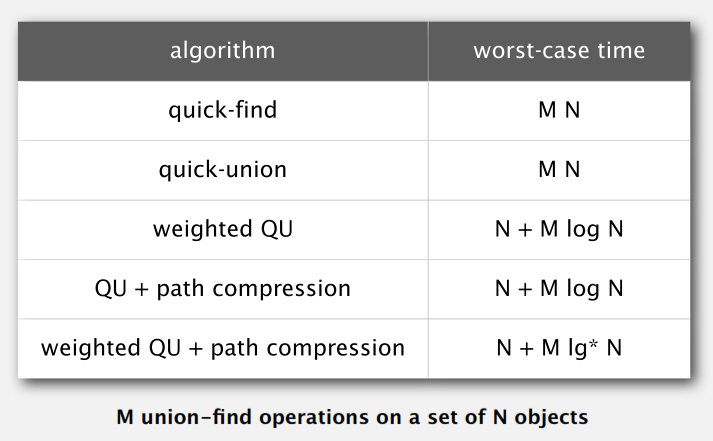 algorithm worst-case time
quick-find M N
quick-union M N
weighted QU N + M log N
QU + path compression N + M log N
weighted QU + path compression N + M lg* N
M union-find operations on a set of N objects